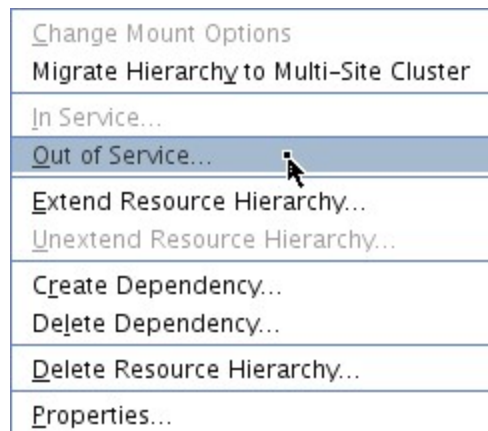 Change Mount Options
Migrate Hierarchy to Multi-Site Cluster
In Service...
Out of Service...
Extend Resource Hierarchy...
Unextend Resource Hierarchy...
Create Dependency...
Delete Dependency...
Delete Resource Hierarchy...
Properties...